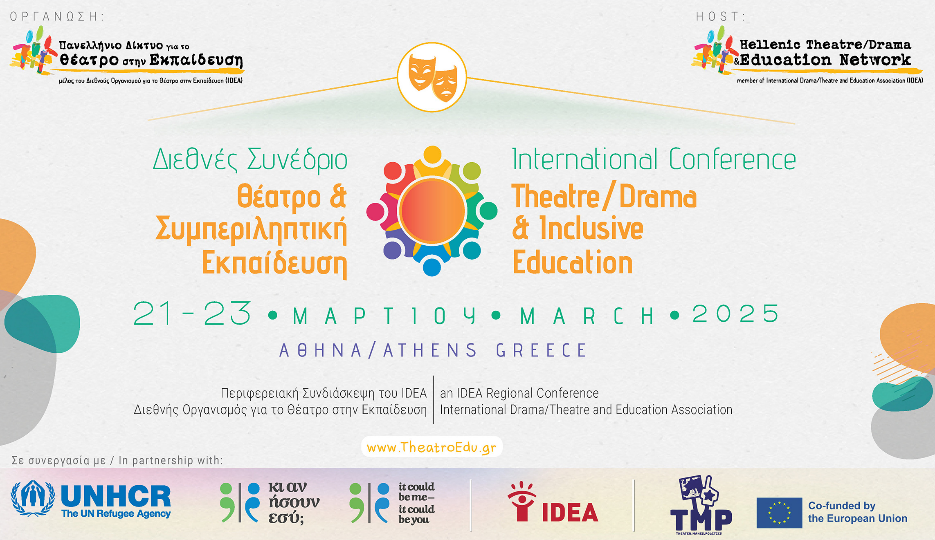 ΟΡΓΑΝΩΣΗ:
Πανελλήνιο Δίκτυο για το
Θέατρο στην Εκπαίδευση
μέλος του Διεθνούς Οργανισμού για το Θέατρο στην Εκπαίδευση (IDEA)
HOST:
Hellenic Theatre/Drama
&Education Network
member of International Drama/Theatre and Education Association (IDEA)
Διεθνές Συνέδριο
Θέατρο &
Συμπεριληπτική
Εκπαίδευση
International Conference
Theatre/Drama
& Inclusive
Education
21-23 • ΜΑΡΤΙΟΥ • MARCH • 2025
ΑΘΗΝΑ/ATHENS GREECE
Περιφερειακή Συνδιάσκεψη του IDEA
Διεθνής Οργανισμός για το Θέατρο στην Εκπαίδευση
an IDEA Regional Conference
International Drama/Theatre and Education Association
www.TheatroEdu.gr
Σε συνεργασία με / In partnership with:
UNHCR
The UN Refugee Agency
κι αν
ήσουν
εσύ;
it could
be me–
it could
be you
IDEA
TMP
Co-funded by
the European Union